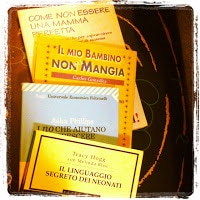 COME NON ESSERE
UNA MAMMA
PERFETTA
IL MIO BAMBINO
NON MANGIA
Carlos González
Universale Economica Feltrinelli
Asha Phillips
I NO CHE AIUTANO
CRESCERE
Tracy Hogg
con Melinda Blau
IL LINGUAGGIO
SEGRETO DEI NEONATI